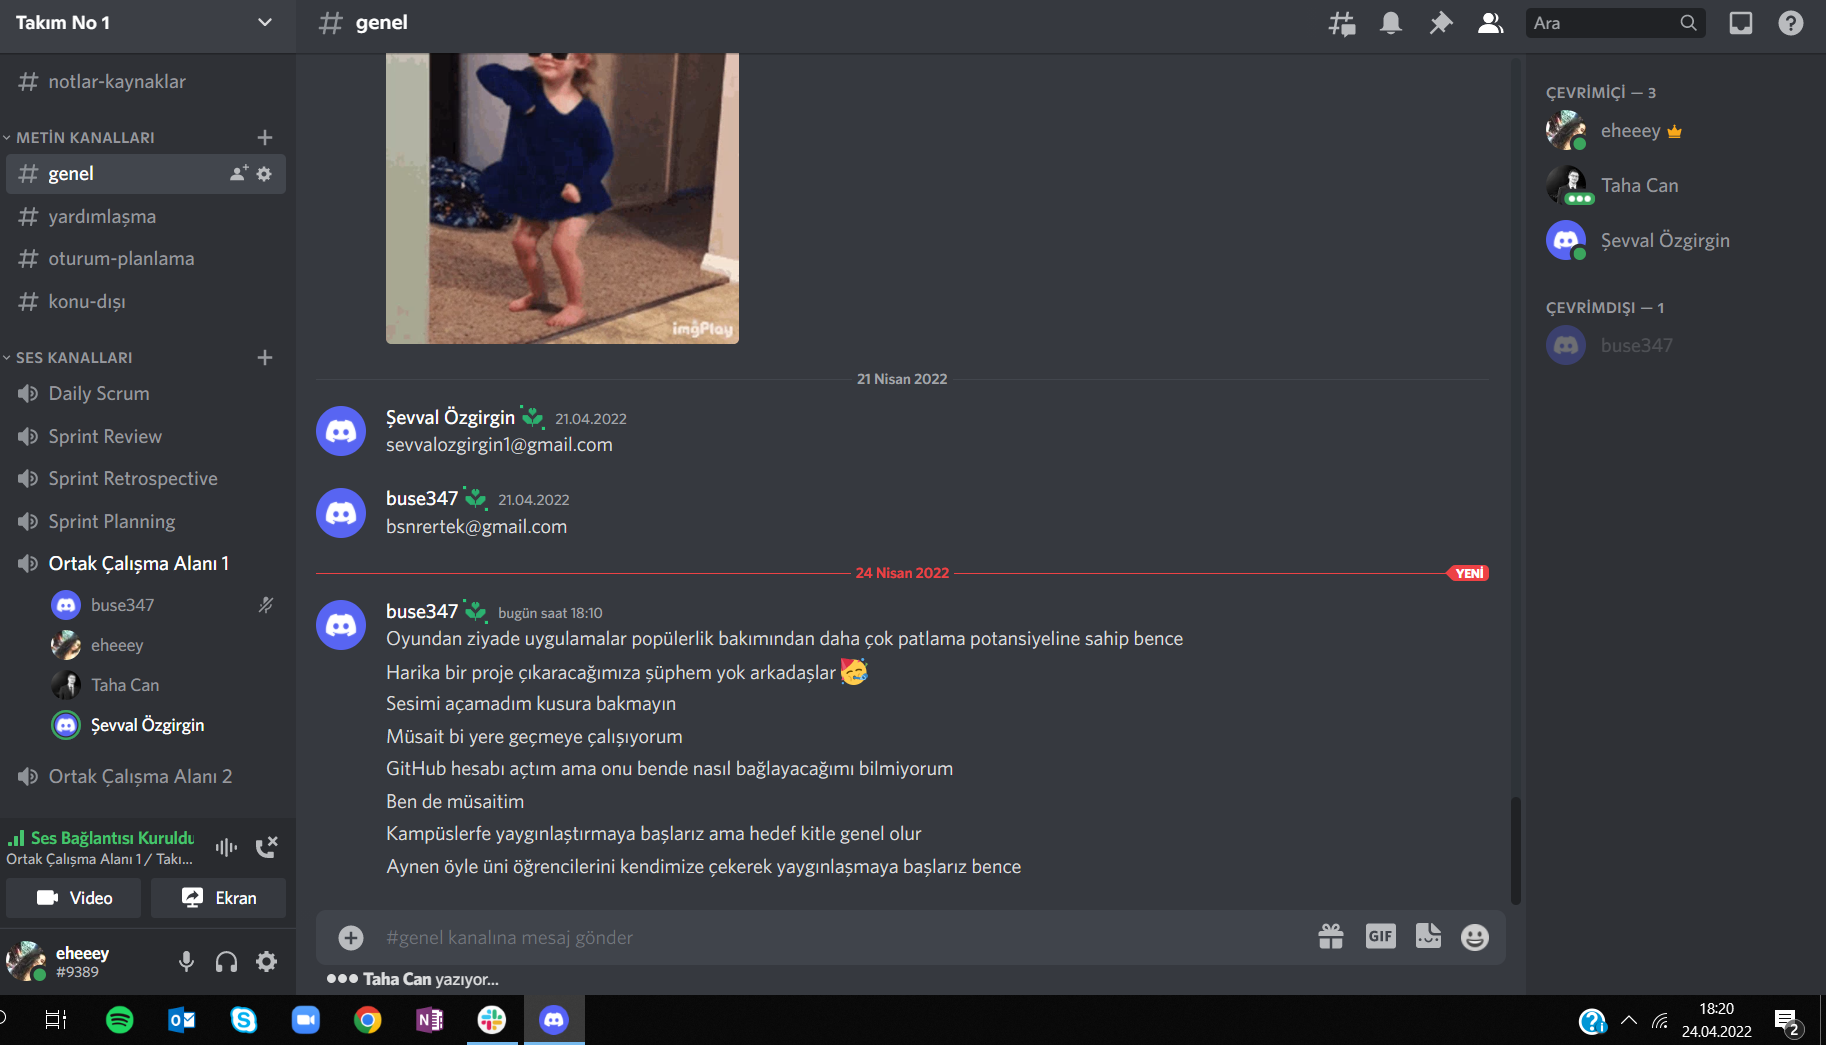 Takım No 1
notlar-kaynaklar
METİN KANALLARI
genel
yardımlaşma
oturum-planlama
konu-dışı
SES KANALLARI
Daily Scrum
Sprint Review
Sprint Retrospective
Sprint Planning
Ortak Çalışma Alanı 1
buse347
eheeey
Taha Can
Şevval Özgirgin
Ortak Çalışma Alanı 2
Ses Bağlantısı Kuruldu
Ortak Çalışma Alanı 1 / Takı...
Video
Ekran
eheeey
#9389
genel
Ara
imgPlay
21 Nisan 2022
Şevval Özgirgin 21.04.2022
sevvalozgirgin1@gmail.com
buse347 21.04.2022
bsnrertek@gmail.com
24 Nisan 2022
YENİ
buse347 bugün saat 18:10
Oyundan ziyade uygulamalar popülerlik bakımından daha çok patlama potansiyeline sahip bence
Harika bir proje çıkaracağımıza şüphem yok arkadaşlar 🥳
Sesimi açamadım kusura bakmayın
Müsait bi yere geçmeye çalışıyorum
GitHub hesabı açtım ama onu bende nasıl bağlayacağımı bilmiyorum
Ben de müsaitim
Kampüslerfe yaygınlaştırmaya başlarız ama hedef kitle genel olur
Aynen öyle üni öğrencilerini kendimize çekerek yaygınlaşmaya başlarız bence
#genel kanalına mesaj gönder
GIF
Taha Can yazıyor...
ÇEVRİMİÇİ — 3
eheeey
Taha Can
Şevval Özgirgin
ÇEVRİMDIŞI — 1
buse347
18:20
24.04.2022
2